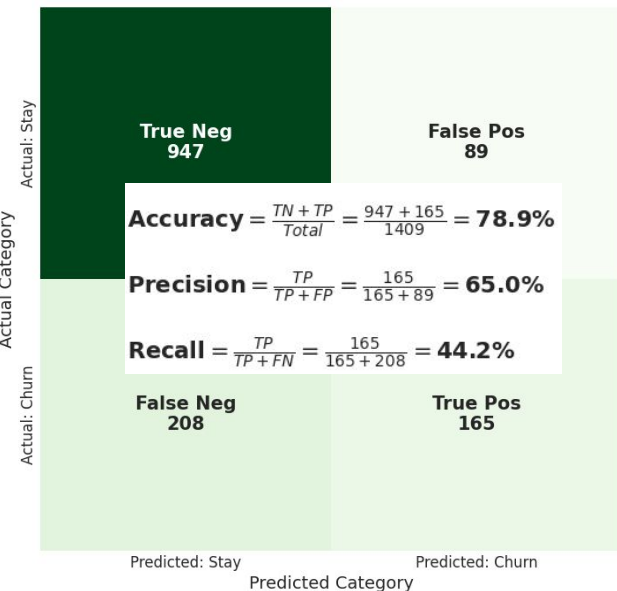 Actual Category
Actual: Stay
Actual: Churn
True Neg
947
False Pos
89
Accuracy = TN + TP / Total = 947 + 165 / 1409 = 78.9%
Precision = TP / TP + FP = 165 / 165 + 89 = 65.0%
Recall = TP / TP + FN = 165 / 165 + 208 = 44.2%
False Neg
208
True Pos
165
Predicted: Stay
Predicted: Churn
Predicted Category